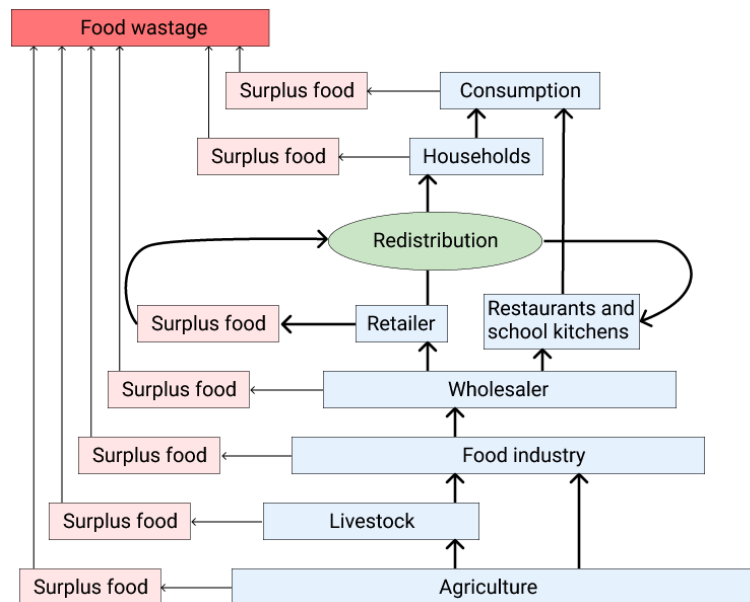 Food wastage
Surplus food
Consumption
Surplus food
Households
Redistribution
Surplus food
Retailer
Restaurants and
school kitchens
Surplus food
Wholesaler
Surplus food
Food industry
Surplus food
Livestock
Surplus food
Agriculture